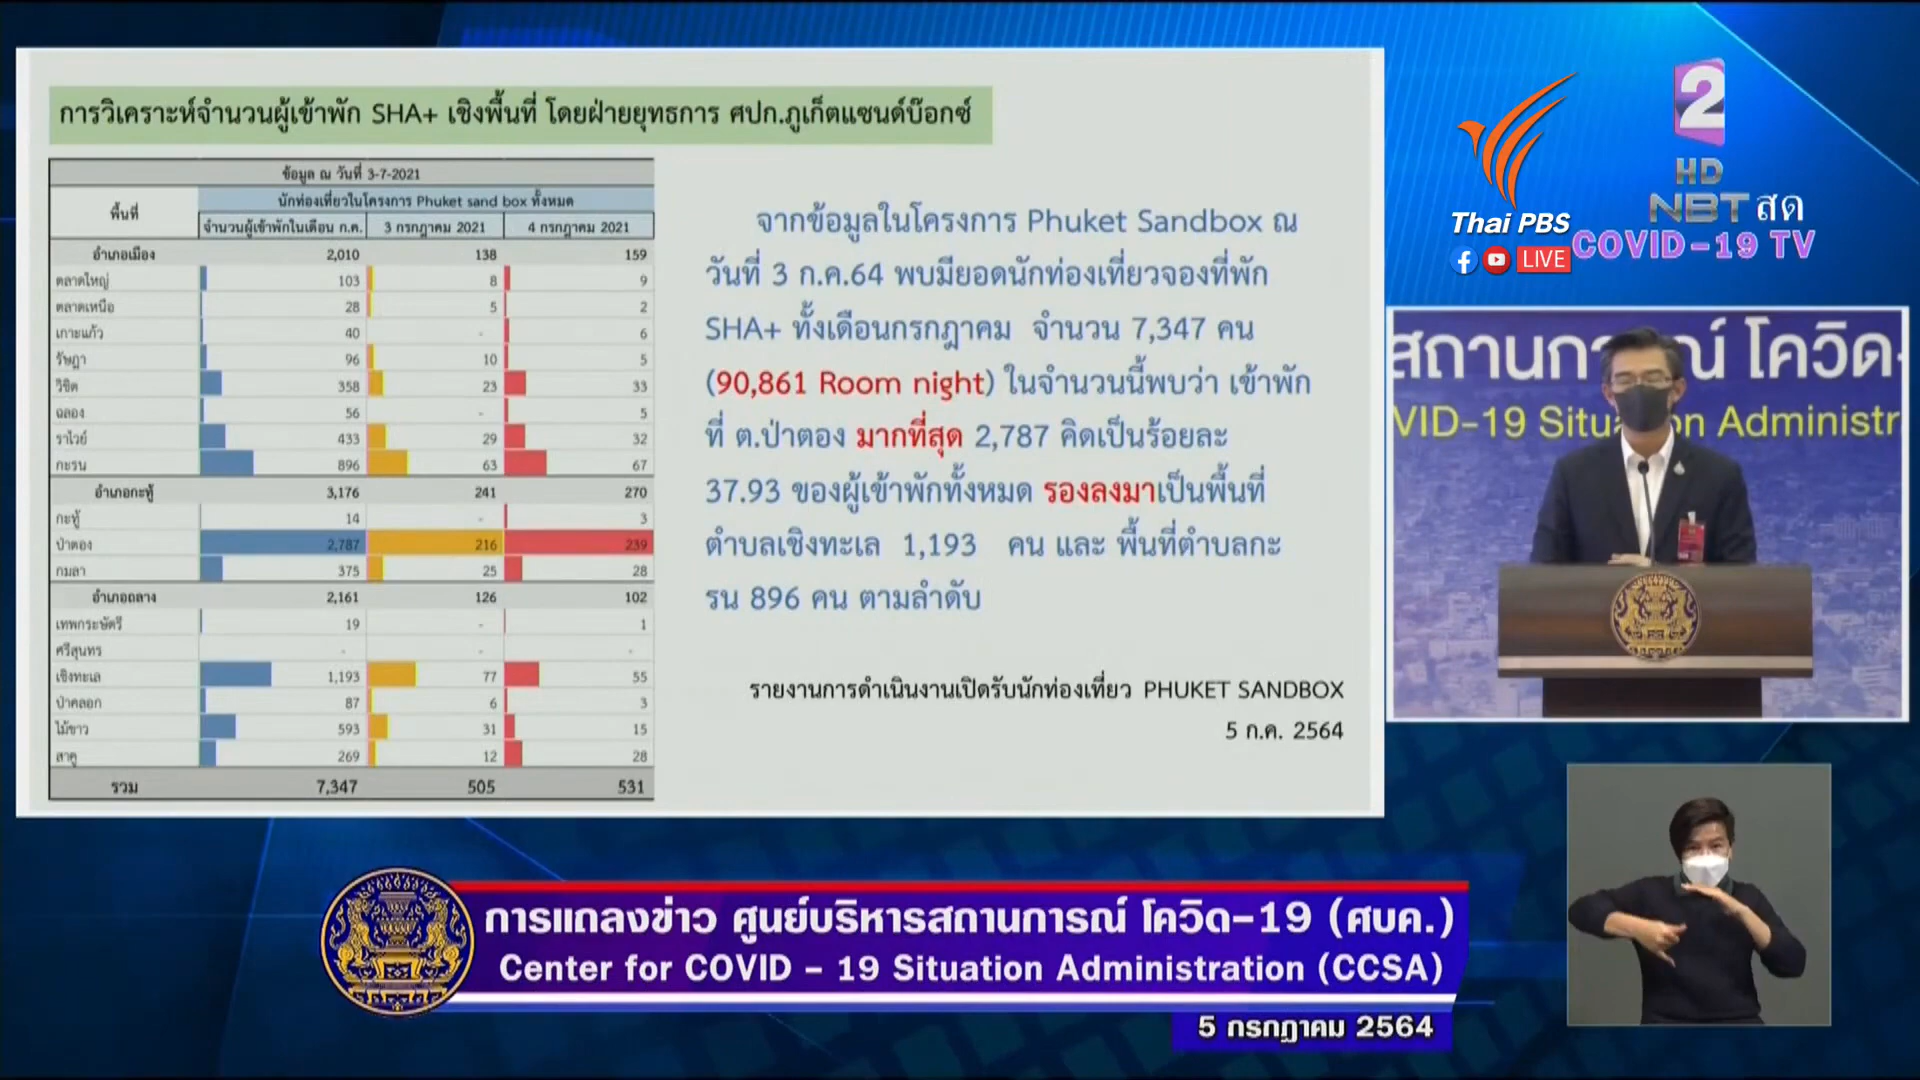 การวิเคราะห์จำนวนผู้เข้าพัก SHA+ เชิงพื้นที่ โดยฝ่ายยุทธการ ศปก.ภูเก็ตแซนด์บ๊อกซ์
ข้อมูล ณ วันที่ 3-7-2021
พื้นที่ นักท่องเที่ยวในโครงการ Phuket sand box ทั้งหมด
จำนวนผู้เข้าพักในเดือน ก.ค. 3 กรกฎาคม 2021 4 กรกฎาคม 2021
อำเภอเมือง 2,010 138 159
ตลาดใหญ่ 103 8 9
ตลาดเหนือ 28 5 2
เกาะแก้ว 40 - 6
รัษฎา 96 10 5
วิชิต 358 23 33
ฉลอง 56 - 5
ราไวย์ 433 29 32
กะรน 896 63 67
อำเภอกะทู้ 3,176 241 270
กะทู้ 14 - 3
ป่าตอง 2,787 216 239
กมลา 375 25 28
อำเภอถลาง 2,161 126 102
เทพกระษัตรี 19 - 1
ศรีสุนทร - - -
เชิงทะเล 1,193 77 55
ป่าคลอก 87 6 3
ไม้ขาว 593 31 15
สาคู 269 12 28
รวม 7,347 505 531
จากข้อมูลในโครงการ Phuket Sandbox ณ
วันที่ 3 ก.ค.64 พบมียอดนักท่องเที่ยวจองที่พัก
SHA+ ทั้งเดือนกรกฎาคม จำนวน 7,347 คน
(90,861 Room night) ในจำนวนนี้พบว่า เข้าพัก
ที่ ต.ป่าตอง มากที่สุด 2,787 คิดเป็นร้อยละ
37.93 ของผู้เข้าพักทั้งหมด รองลงมาเป็นพื้นที่
ตำบลเชิงทะเล 1,193 คน และ พื้นที่ตำบลกะ
รน 896 คน ตามลำดับ
รายงานการดำเนินงานเปิดรับนักท่องเที่ยว PHUKET SANDBOX
5 ก.ค. 2564
Thai PBS
LIVE
2
HD
NBT สด
COVID-19 TV
สถานการณ์ โควิด-
VID-19 Situation Administr
การแถลงข่าว ศูนย์บริหารสถานการณ์ โควิด-19 (ศบค.)
Center for COVID - 19 Situation Administration (CCSA)
5 กรกฎาคม 2564